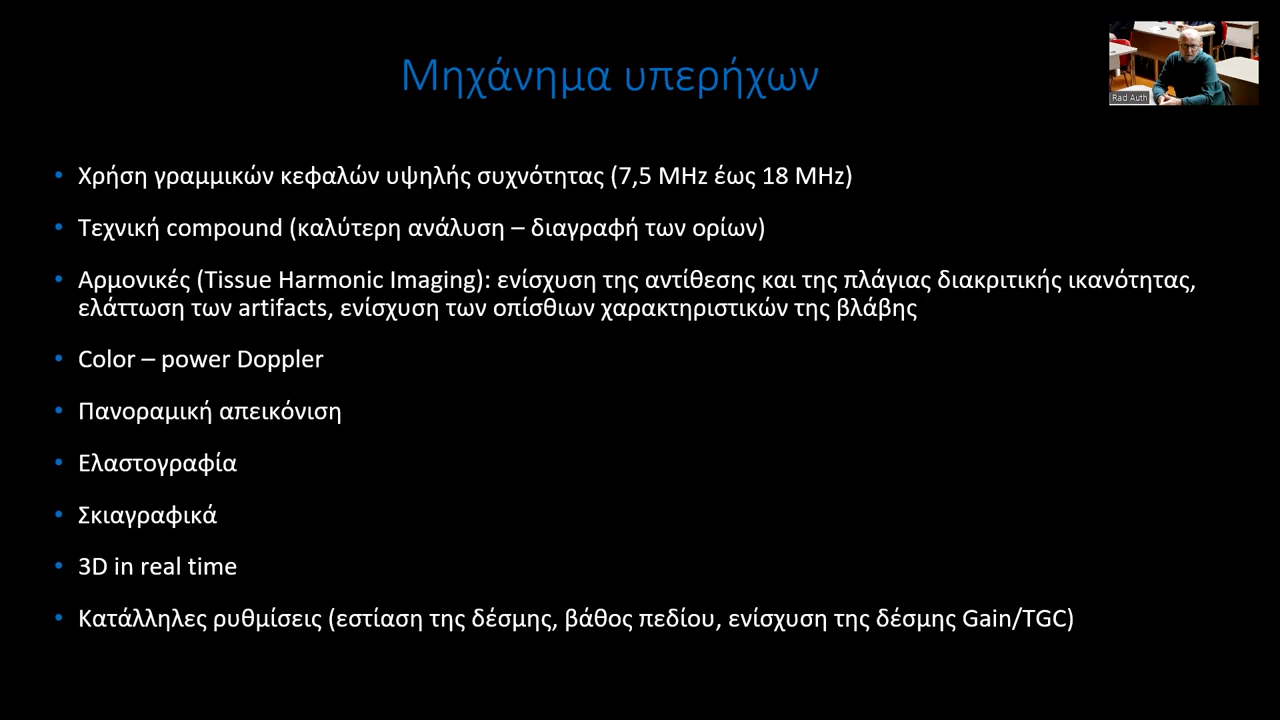 Μηχάνημα υπερήχων
Rad Auth
• Χρήση γραμμικών κεφαλών υψηλής συχνότητας (7,5 MHz έως 18 MHz)
• Τεχνική compound (καλύτερη ανάλυση – διαγραφή των ορίων)
• Αρμονικές (Tissue Harmonic Imaging): ενίσχυση της αντίθεσης και της πλάγιας διακριτικής ικανότητας,
ελάττωση των artifacts, ενίσχυση των οπίσθιων χαρακτηριστικών της βλάβης
• Color – power Doppler
• Πανοραμική απεικόνιση
• Ελαστογραφία
• Σκιαγραφικά
• 3D in real time
• Κατάλληλες ρυθμίσεις (εστίαση της δέσμης, βάθος πεδίου, ενίσχυση της δέσμης Gain/TGC)